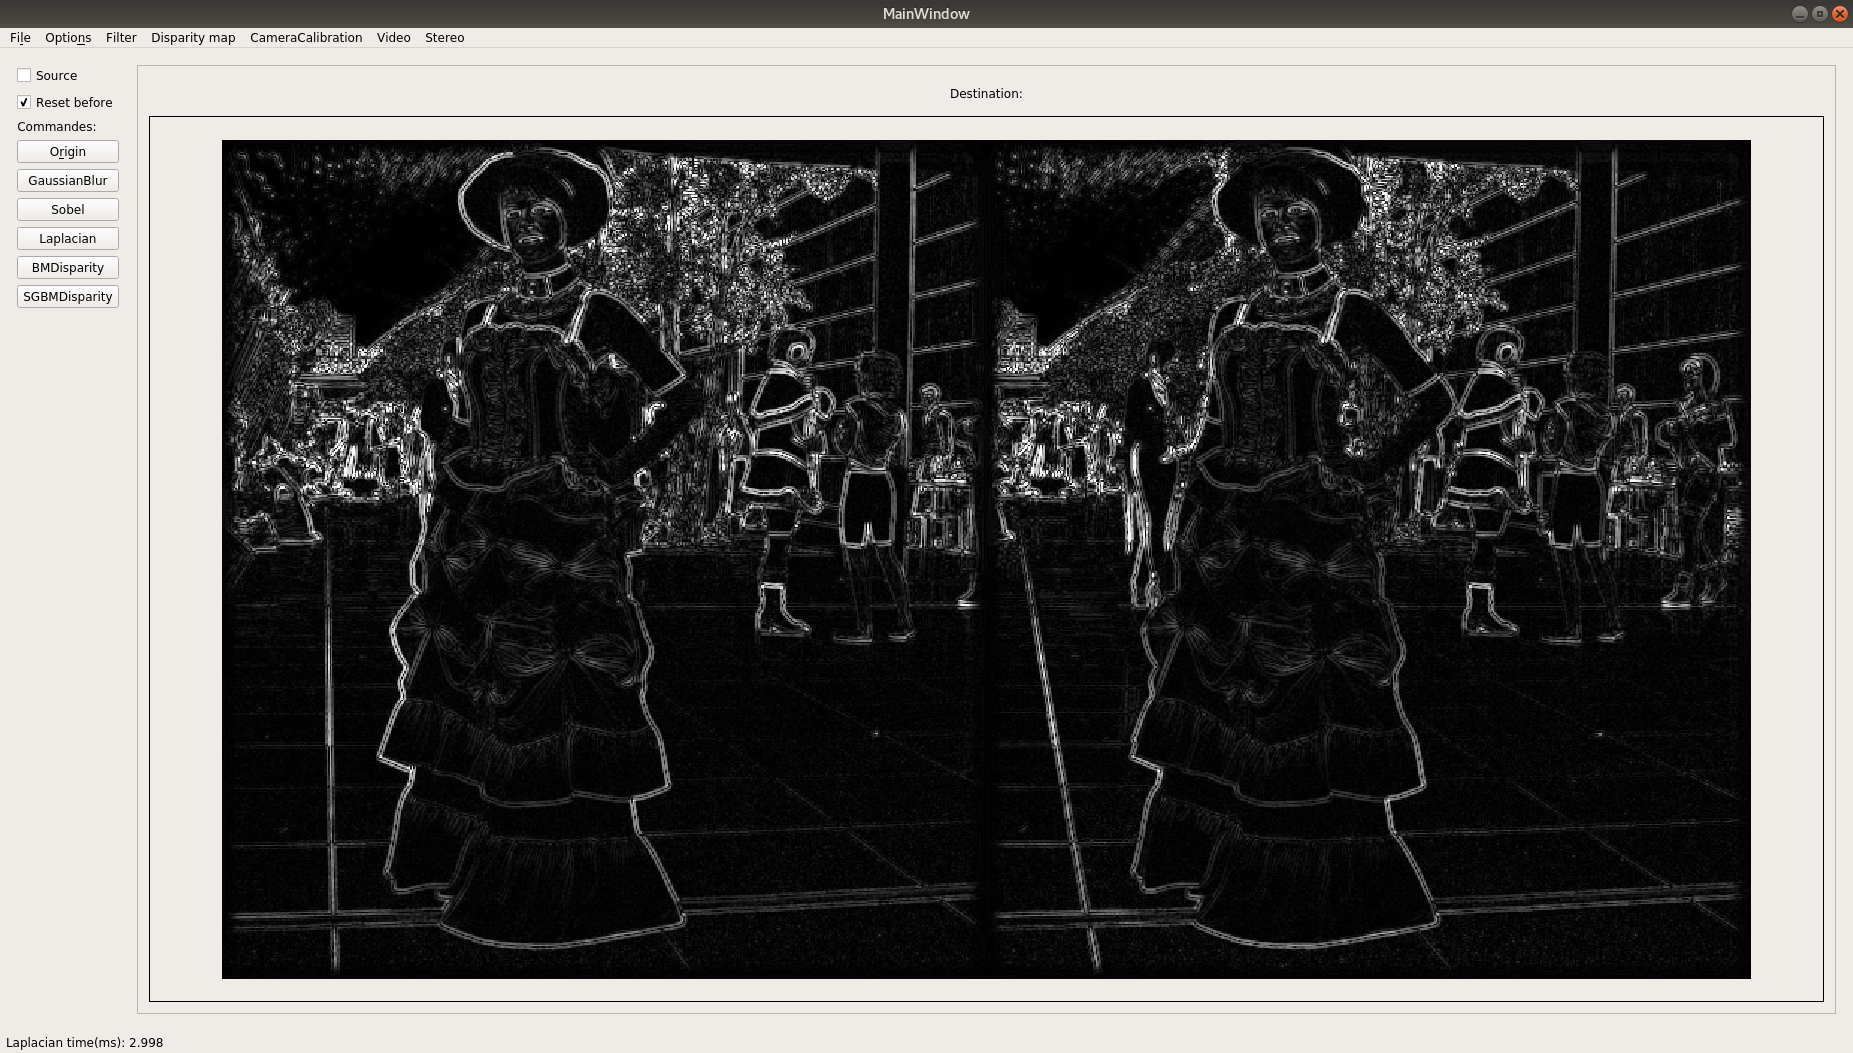 MainWindow
File Options Filter Disparity map CameraCalibration Video Stereo
Source
Reset before
Commandes:
Origin
GaussianBlur
Sobel
Laplacian
BMDisparity
SGBMDisparity
Destination:
Laplacian time(ms): 2.998